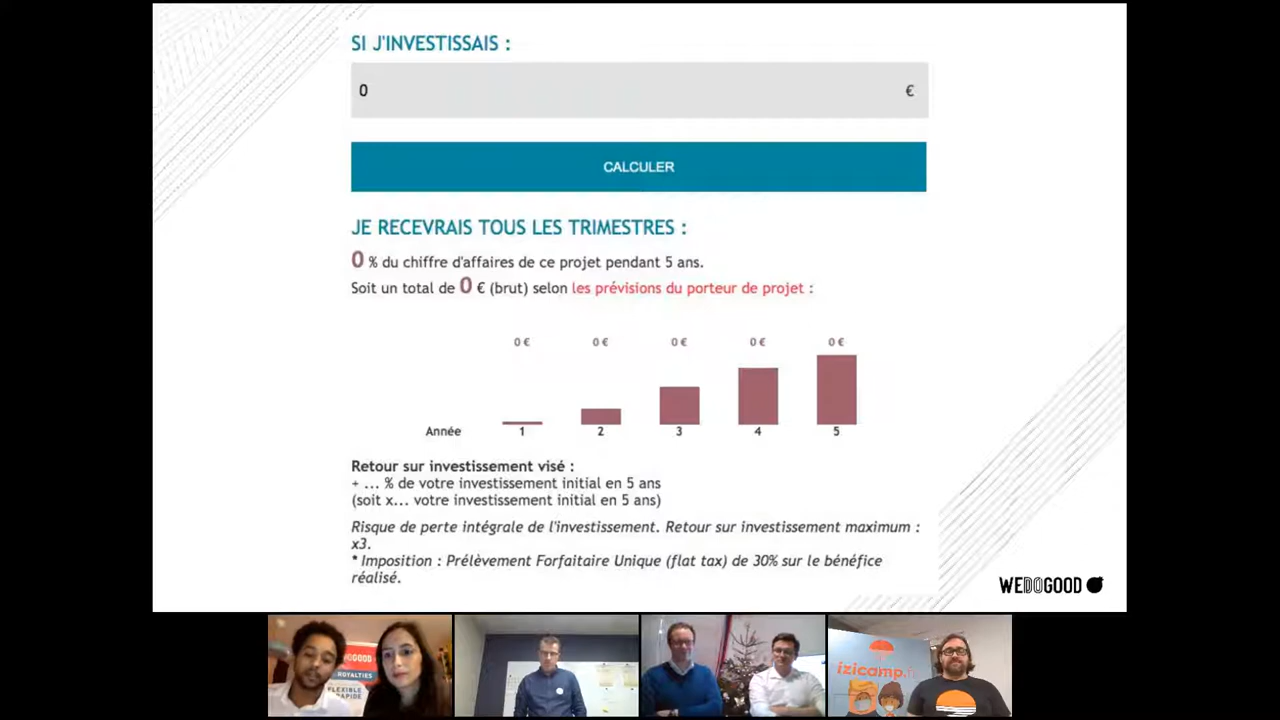 SI J'INVESTISSAIS :
0 €
CALCULER
JE RECEVRAIS TOUS LES TRIMESTRES :
0 % du chiffre d'affaires de ce projet pendant 5 ans.
Soit un total de 0 € (brut) selon les prévisions du porteur de projet :
0 € 0 € 0 € 0 € 0 €
Année 1 2 3 4 5
Retour sur investissement visé :
+ ... % de votre investissement initial en 5 ans
(soit x... votre investissement initial en 5 ans)
Risque de perte intégrale de l'investissement. Retour sur investissement maximum :
x3.
* Imposition : Prélèvement Forfaitaire Unique (flat tax) de 30% sur le bénéfice
réalisé.
WEDOGOOD
GOOD
ROYALTIES
FLEXIBLE
izicamp.f